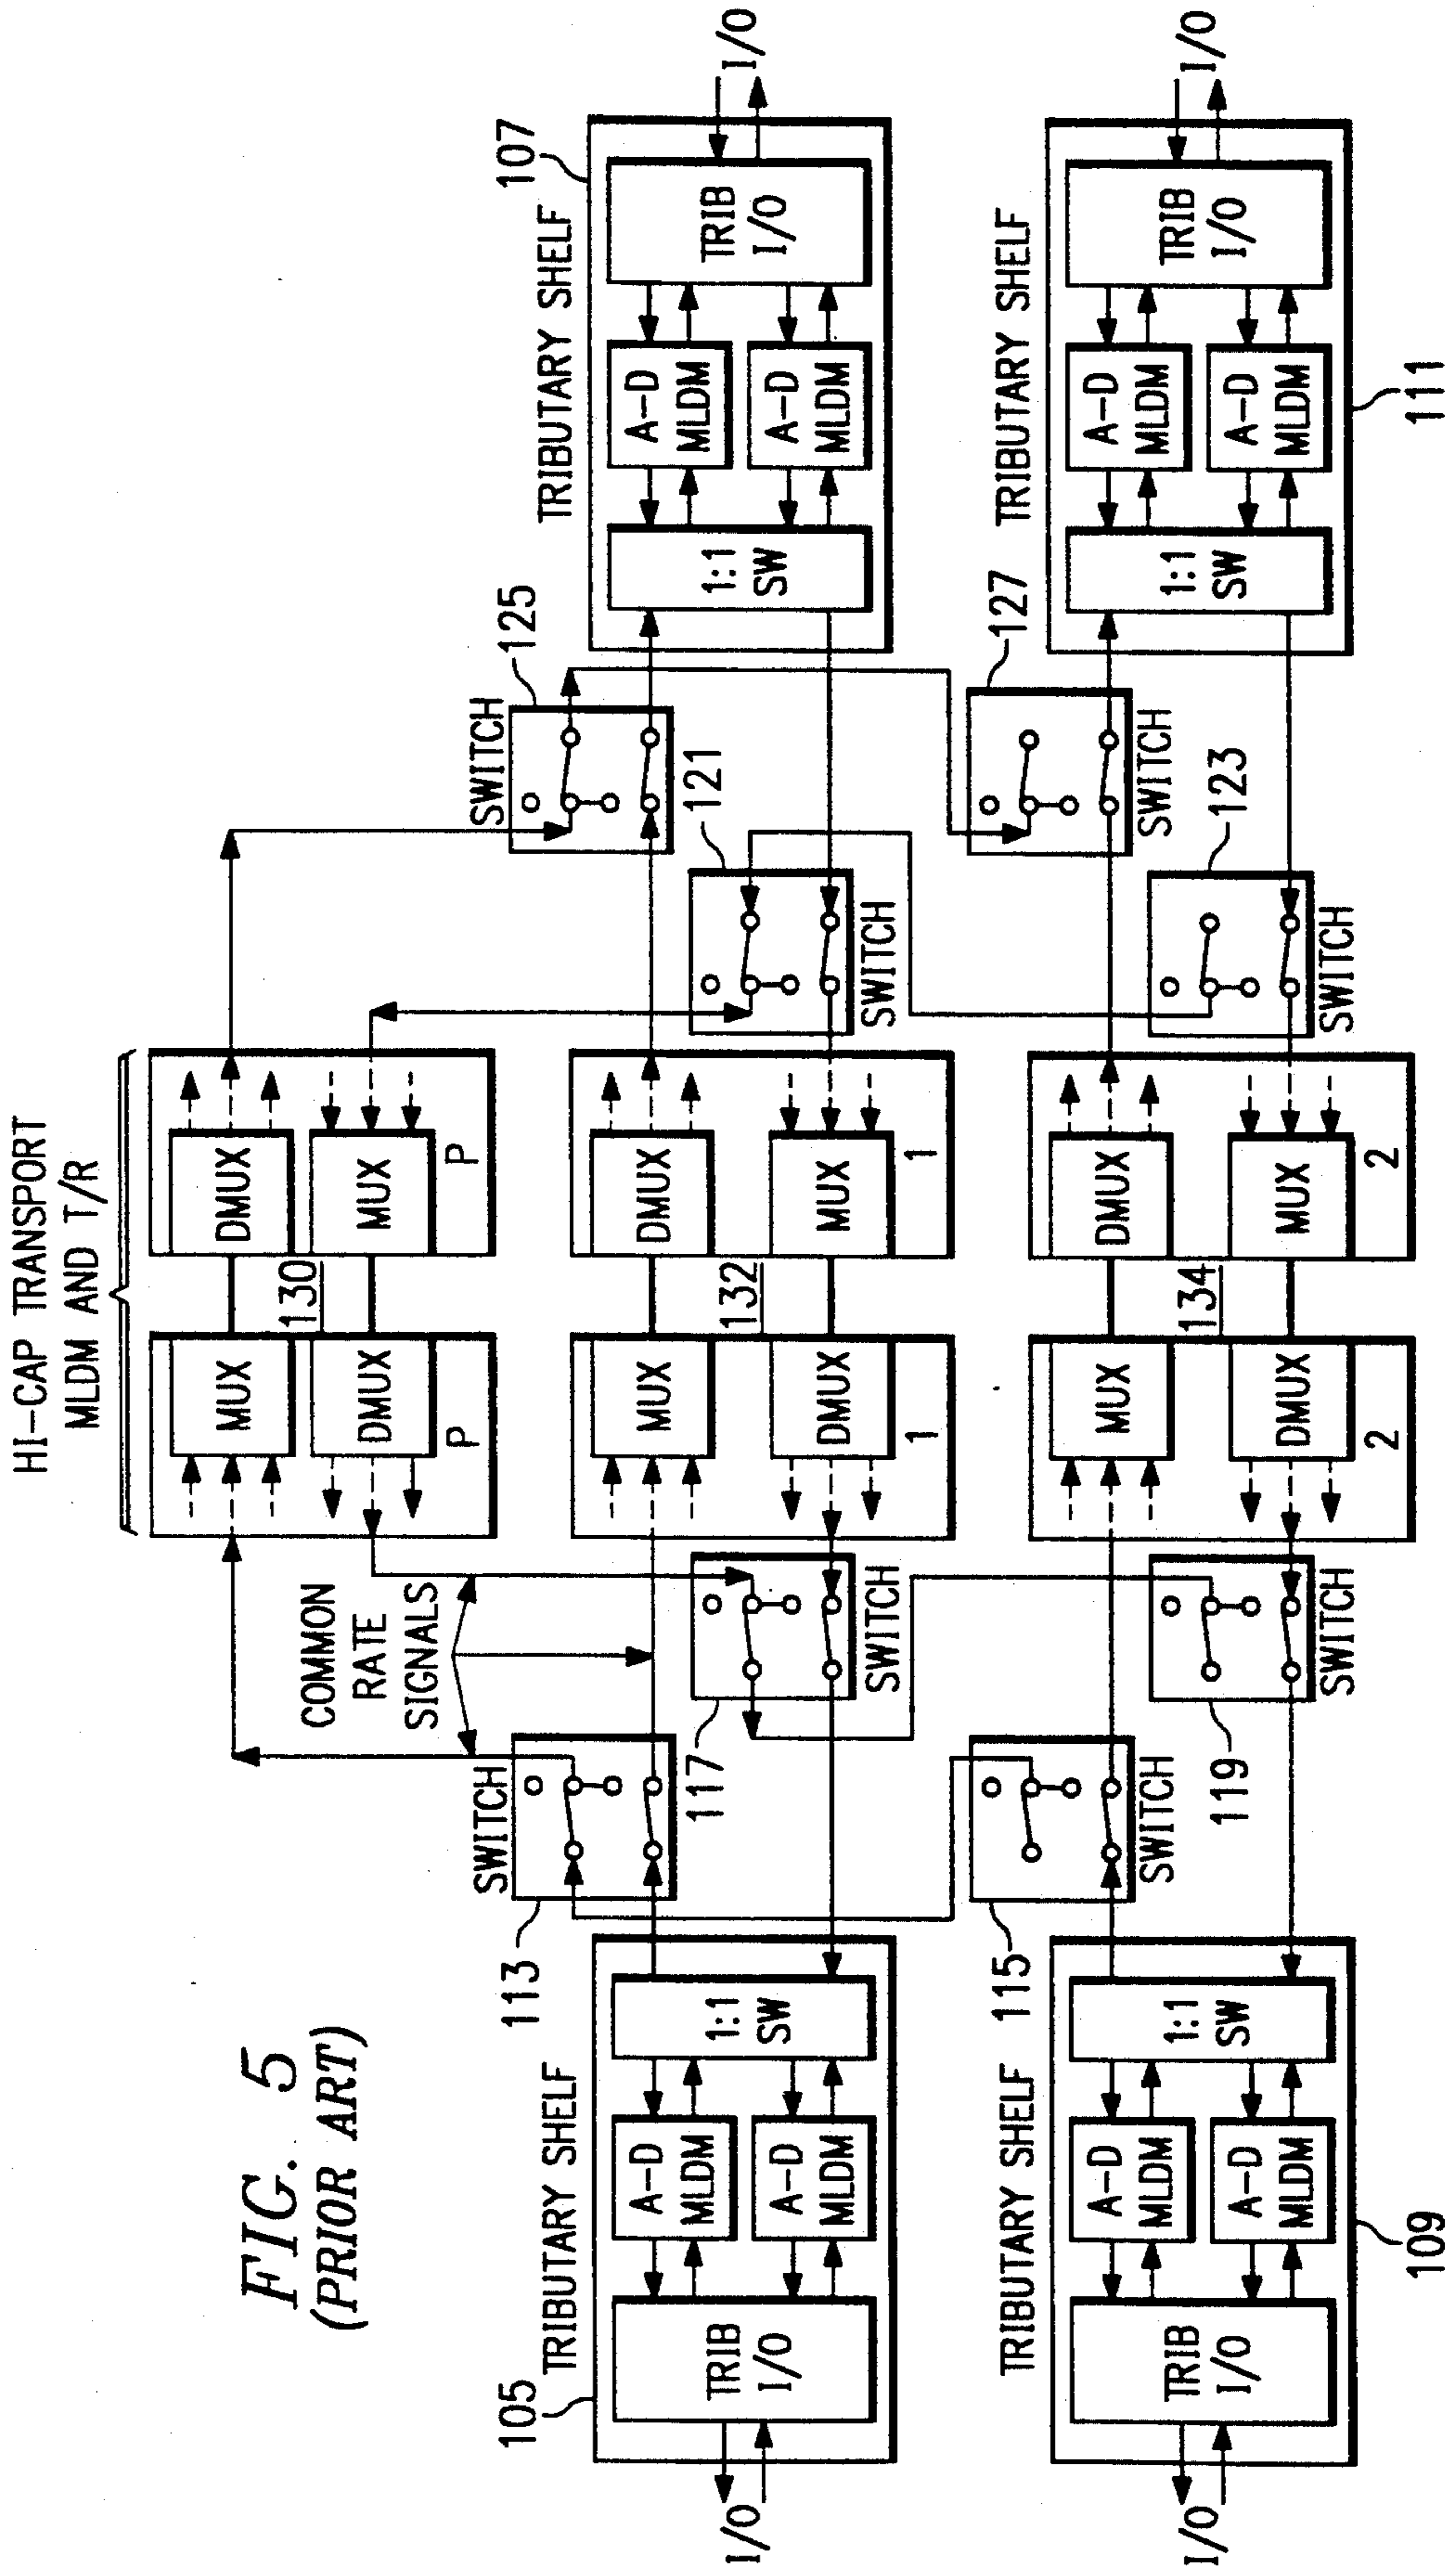 FIG. 5
(PRIOR ART)
HI-CAP TRANSPORT
MLDM AND T/R
MUX
DMUX
P
130
DMUX
MUX
P
COMMON
RATE
SIGNALS
SWITCH
113
SWITCH
117
SWITCH
125
SWITCH
121
105
TRIBUTARY SHELF
I/O
TRIB
I/O
A-D
MLDM
A-D
MLDM
1:1
SW
MUX
DMUX
1
132
DMUX
MUX
1
TRIBUTARY SHELF
107
1:1
SW
A-D
MLDM
A-D
MLDM
TRIB
I/O
I/O
SWITCH
115
SWITCH
119
SWITCH
127
SWITCH
123
109
TRIBUTARY SHELF
I/O
TRIB
I/O
A-D
MLDM
A-D
MLDM
1:1
SW
MUX
DMUX
2
134
DMUX
MUX
2
TRIBUTARY SHELF
111
1:1
SW
A-D
MLDM
A-D
MLDM
TRIB
I/O
I/O